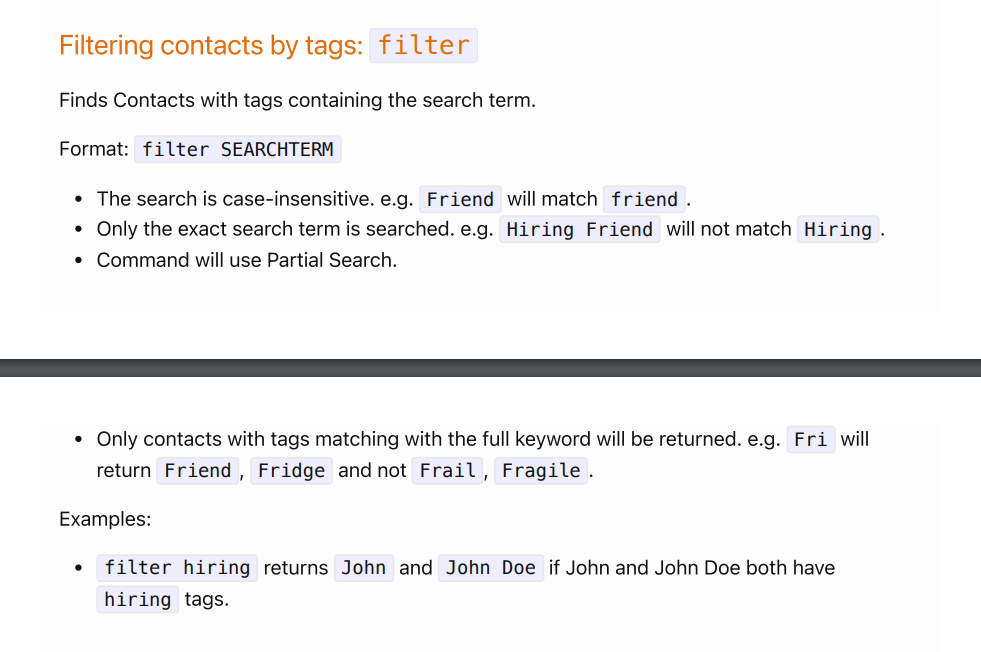 Filtering contacts by tags: filter
Finds Contacts with tags containing the search term.
Format: filter SEARCHTERM
• The search is case-insensitive. e.g. Friend will match friend.
• Only the exact search term is searched. e.g. Hiring Friend will not match Hiring.
• Command will use Partial Search.
• Only contacts with tags matching with the full keyword will be returned. e.g. Fri will
return Friend, Fridge and not Frail, Fragile.
Examples:
• filter hiring returns John and John Doe if John and John Doe both have
hiring tags.